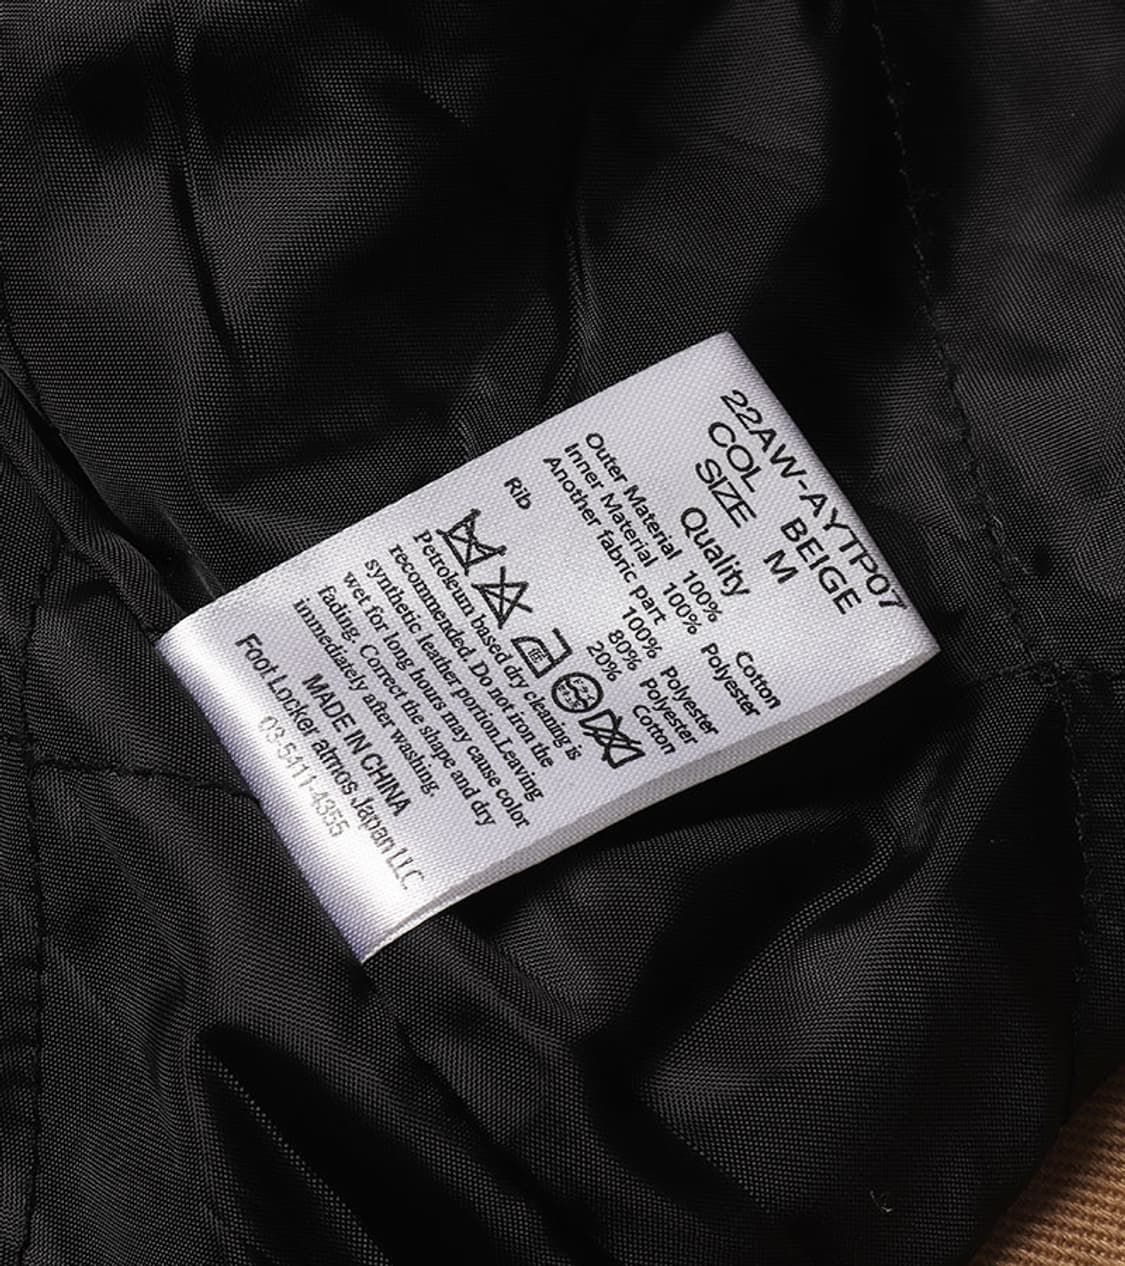 22AW-AYTP07
COL BEIGE
SIZE M
Quality
Outer Material 100% Cotton
Inner Material 100% Polyester
Another fabric part 100% Polyester
Rib 80% Polyester
20% Cotton
Petroleum based dry cleaning is
recommended. Do not iron the
synthetic leather portion.Leaving
wet for long hours may cause color
fading. Correct the shape and dry
immediately after washing.
MADE IN CHINA
Foot Locker atmos Japan LLC
03-5411-4355